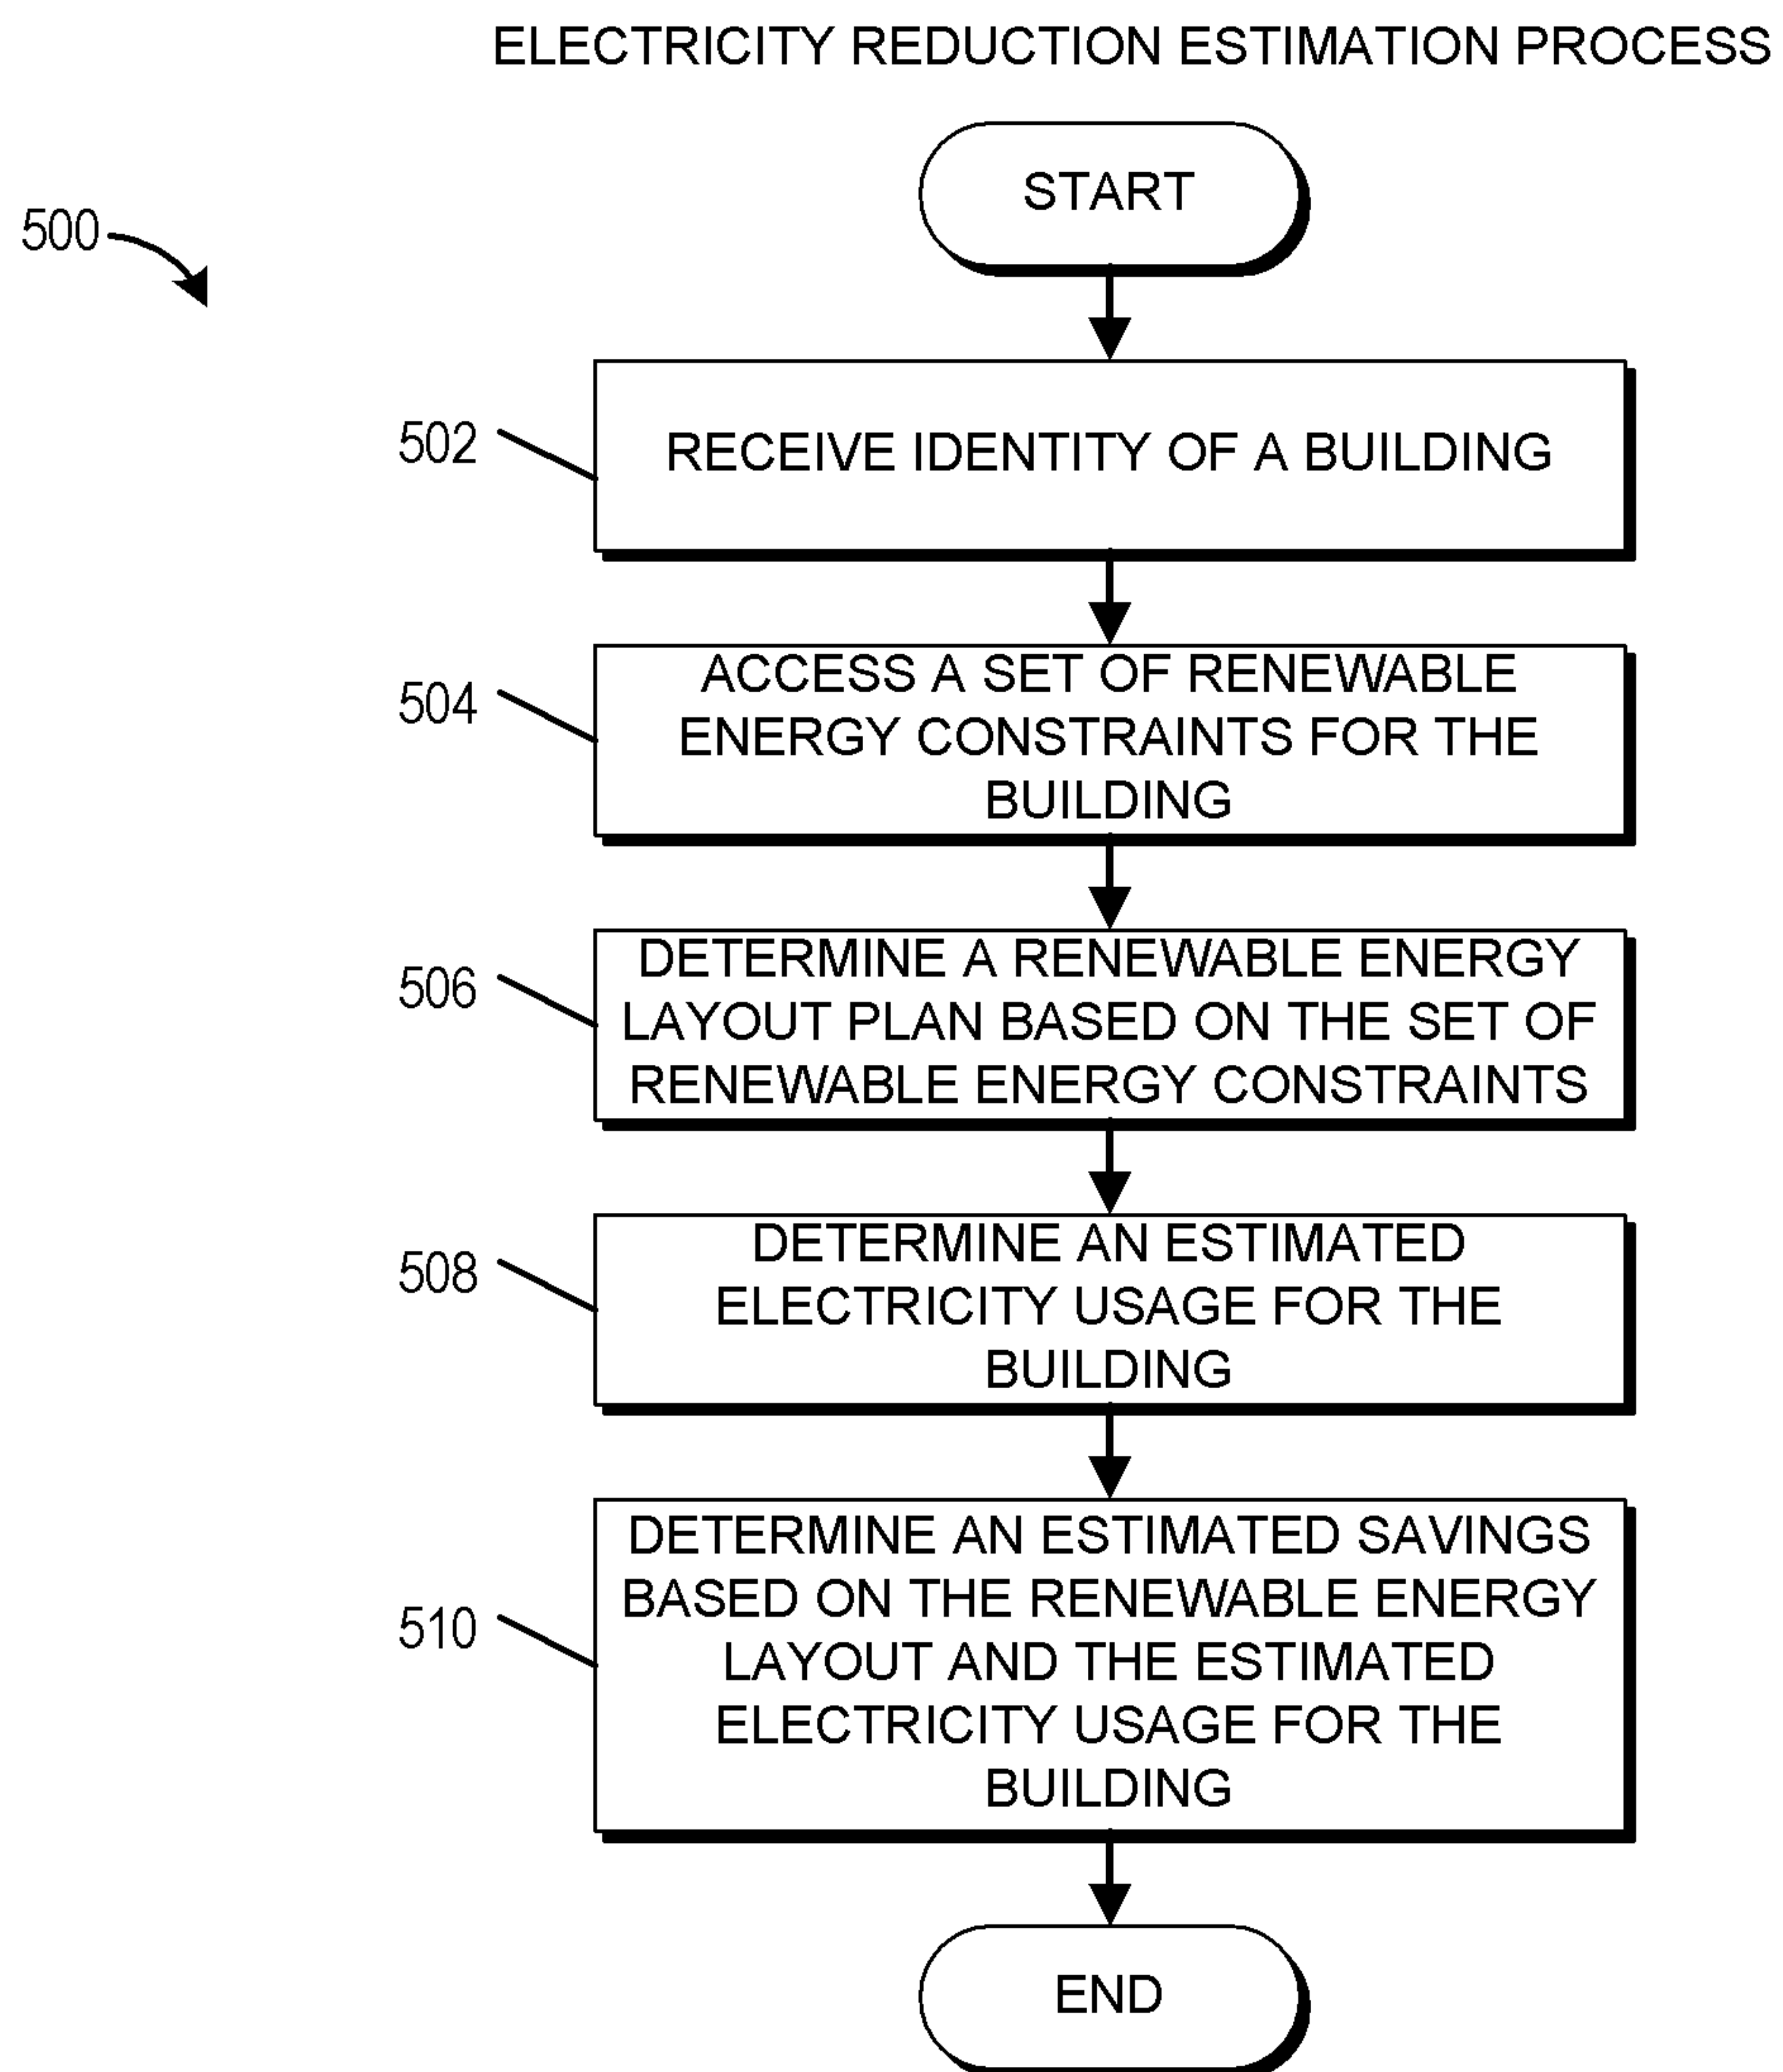 ELECTRICITY REDUCTION ESTIMATION PROCESS
START
500
502
RECEIVE IDENTITY OF A BUILDING
504
ACCESS A SET OF RENEWABLE
ENERGY CONSTRAINTS FOR THE
BUILDING
506
DETERMINE A RENEWABLE ENERGY
LAYOUT PLAN BASED ON THE SET OF
RENEWABLE ENERGY CONSTRAINTS
508
DETERMINE AN ESTIMATED
ELECTRICITY USAGE FOR THE
BUILDING
510
DETERMINE AN ESTIMATED SAVINGS
BASED ON THE RENEWABLE ENERGY
LAYOUT AND THE ESTIMATED
ELECTRICITY USAGE FOR THE
BUILDING
END